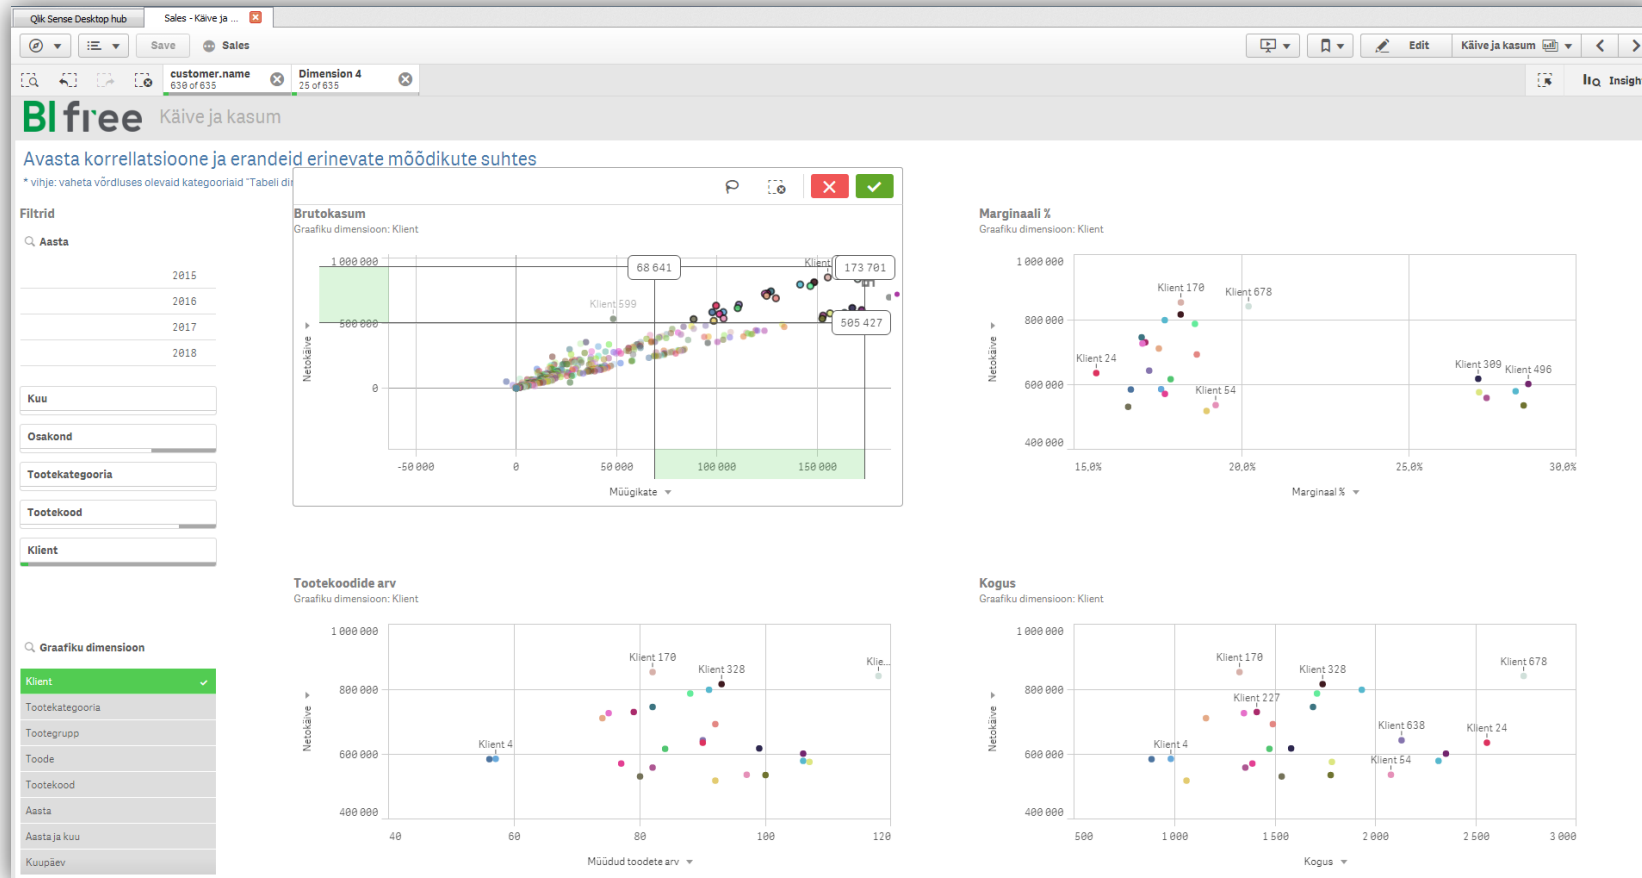 Qlik Sense Desktop hub
Sales - Käive ja ...
Save
Sales
Edit
Käive ja kasum
customer.name
630 of 635
Dimension 4
25 of 635
Insigh
BI free
Käive ja kasum
Avasta korrellatsioone ja erandeid erinevate mõõdikute suhtes
* vihje: vaheta võrdluses olevaid kategooriaid "Tabeli di
Filtrid
Aasta
2015
2016
2017
2018
Kuu
Osakond
Tootekategooria
Tootekood
Klient
Graafiku dimensioon
Klient
Tootekategooria
Tootegrupp
Toode
Tootekood
Aasta
Aasta ja kuu
Kuupäev
Brutokasum
Graafiku dimensioon: Klient
1 000 000
500 000
0
Netokäive
68 641
173 701
505 427
Klient
Klient 599
-50 000
0
50 000
100 000
150 000
Müügikate
Marginaali %
Graafiku dimensioon: Klient
1 000 000
800 000
600 000
400 000
Netokäive
Klient 170
Klient 678
Klient 24
Klient 54
Klient 309
Klient 496
15,0%
20,0%
25,0%
30,0%
Marginaal %
Tootekoodide arv
Graafiku dimensioon: Klient
1 000 000
800 000
600 000
400 000
Netokäive
Klient 170
Klient 328
Klie...
Klient 4
40
60
80
100
120
Müüdud toodete arv
Kogus
Graafiku dimensioon: Klient
1 000 000
800 000
600 000
400 000
Netokäive
Klient 170
Klient 328
Klient 678
Klient 227
Klient 638
Klient 24
Klient 4
Klient 54
500
1 000
1 500
2 000
2 500
3 000
Kogus